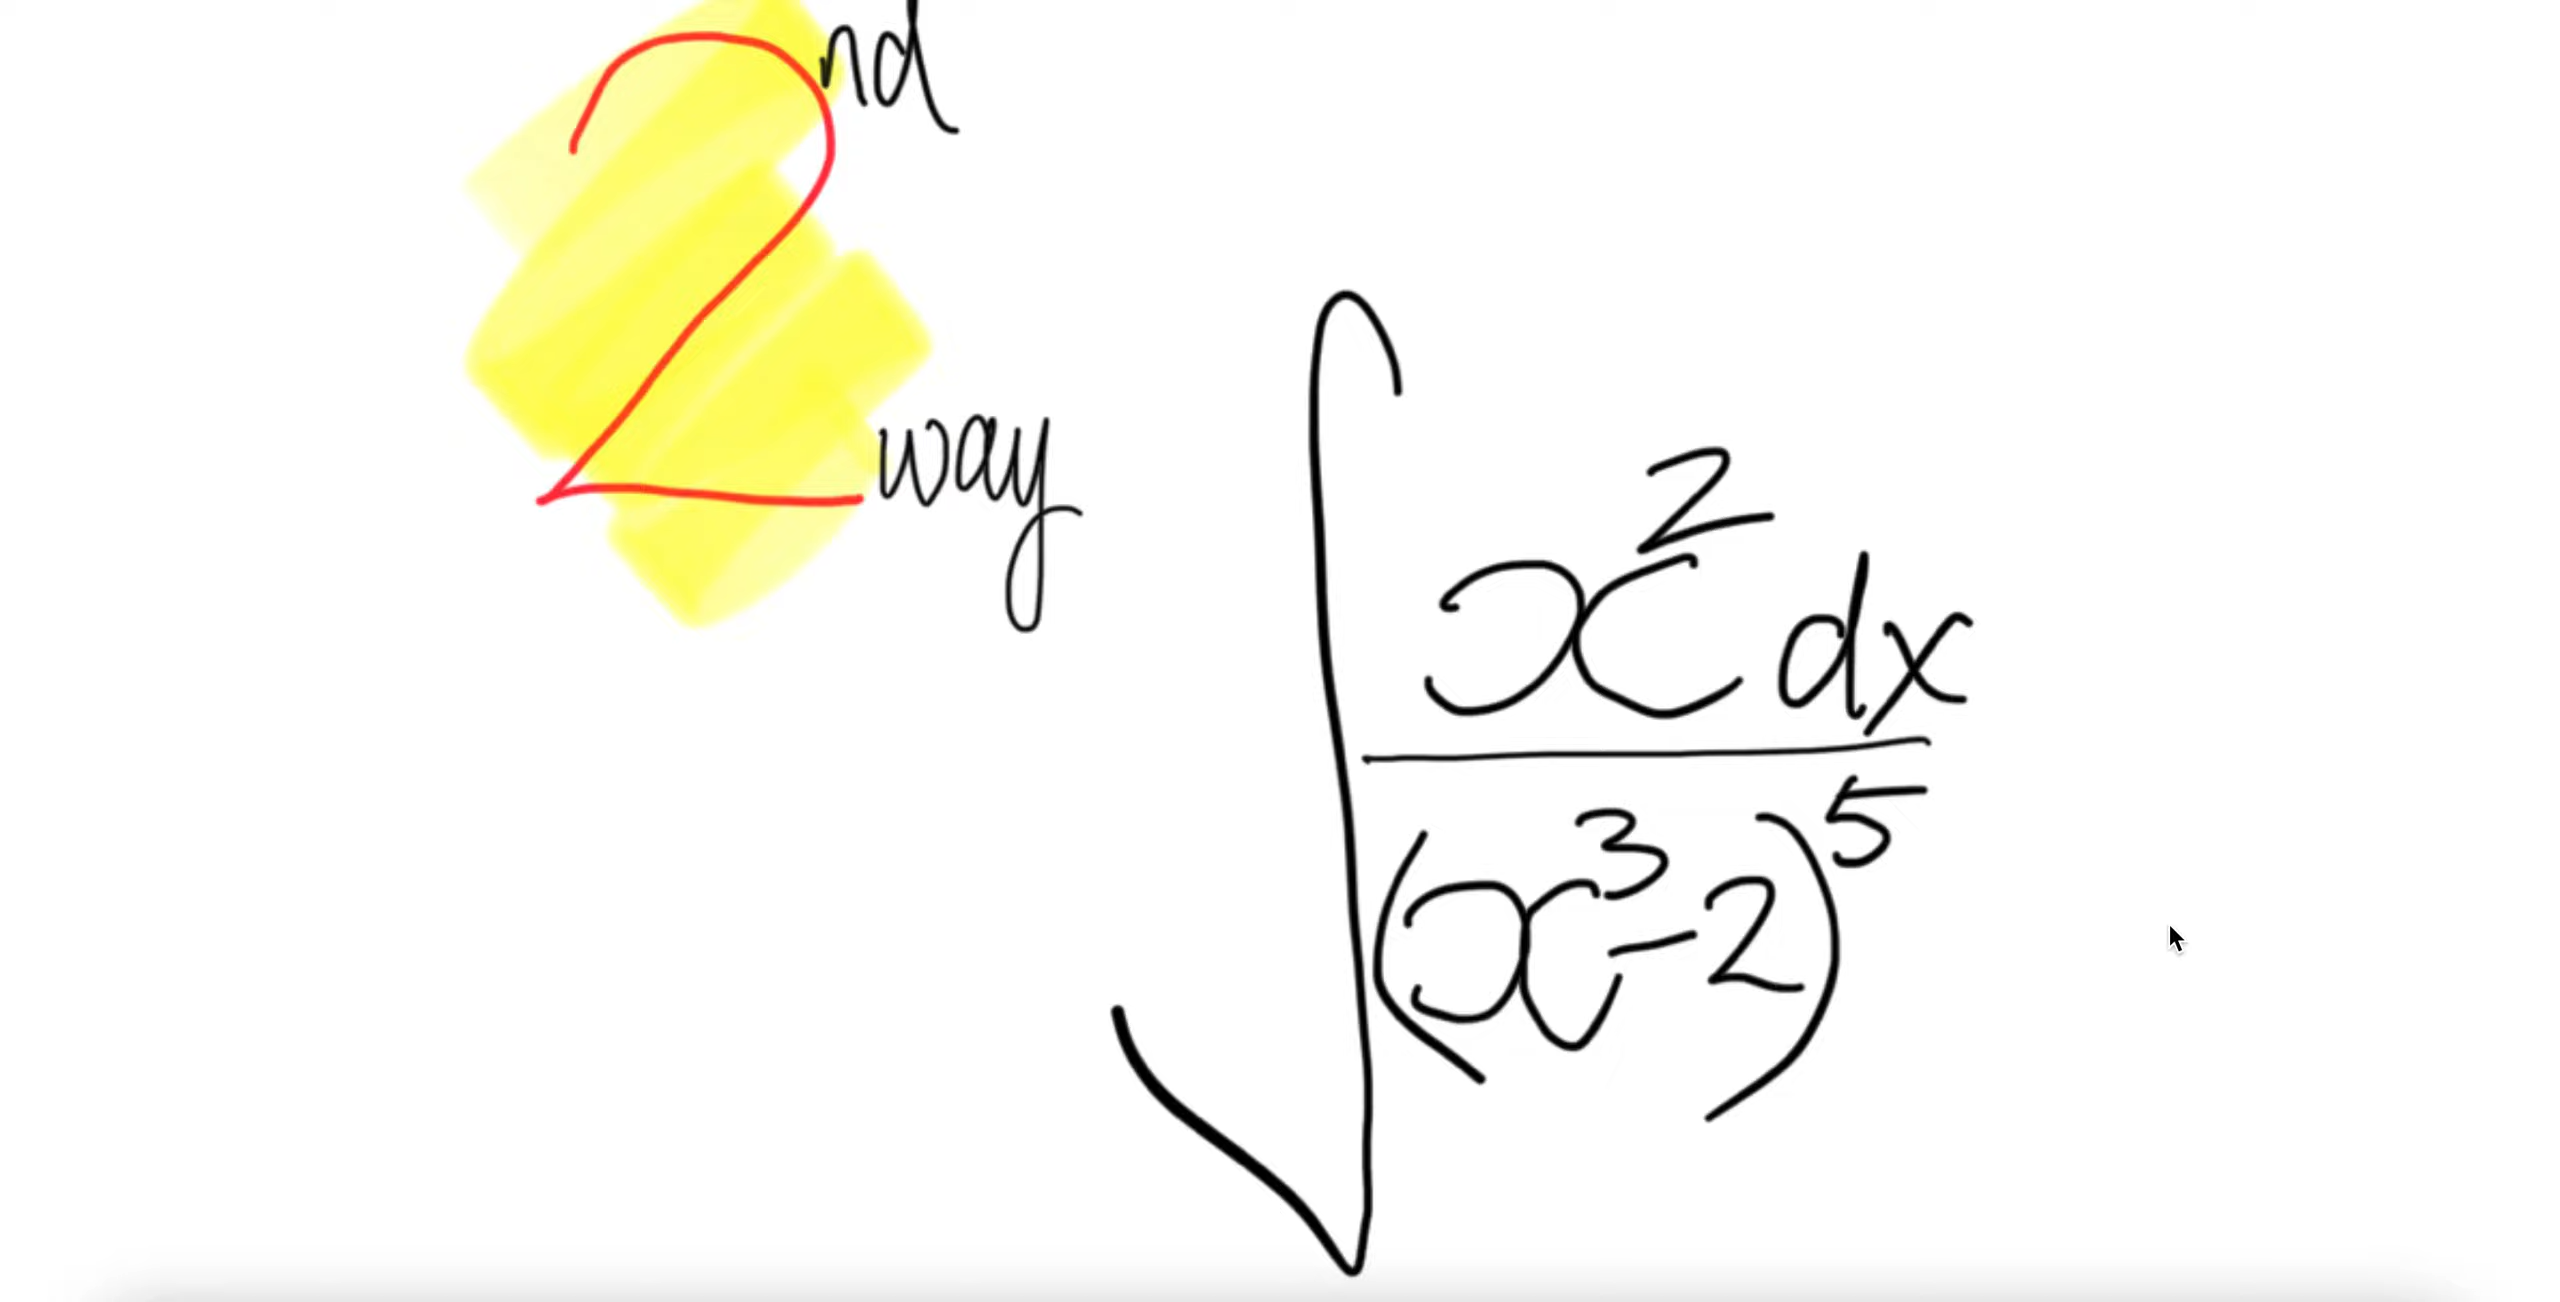 2nd
way
∫ x² dx
(x³-2)⁵